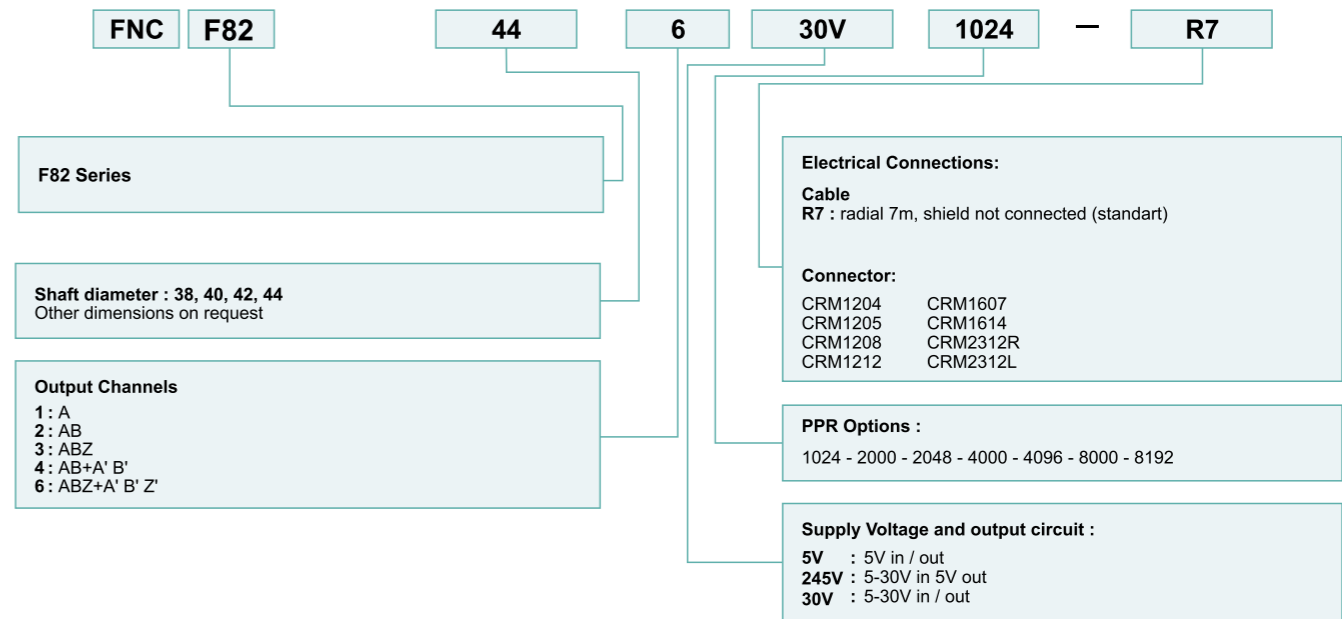 FNC F82 44 6 30V 1024 – R7
F82 Series
Shaft diameter : 38, 40, 42, 44
Other dimensions on request
Output Channels
1 : A
2 : AB
3 : ABZ
4 : AB+A' B'
6 : ABZ+A' B' Z'
Electrical Connections:
Cable
R7 : radial 7m, shield not connected (standart)
Connector:
CRM1204 CRM1607
CRM1205 CRM1614
CRM1208 CRM2312R
CRM1212 CRM2312L
PPR Options :
1024 - 2000 - 2048 - 4000 - 4096 - 8000 - 8192
Supply Voltage and output circuit :
5V : 5V in / out
245V : 5-30V in 5V out
30V : 5-30V in / out